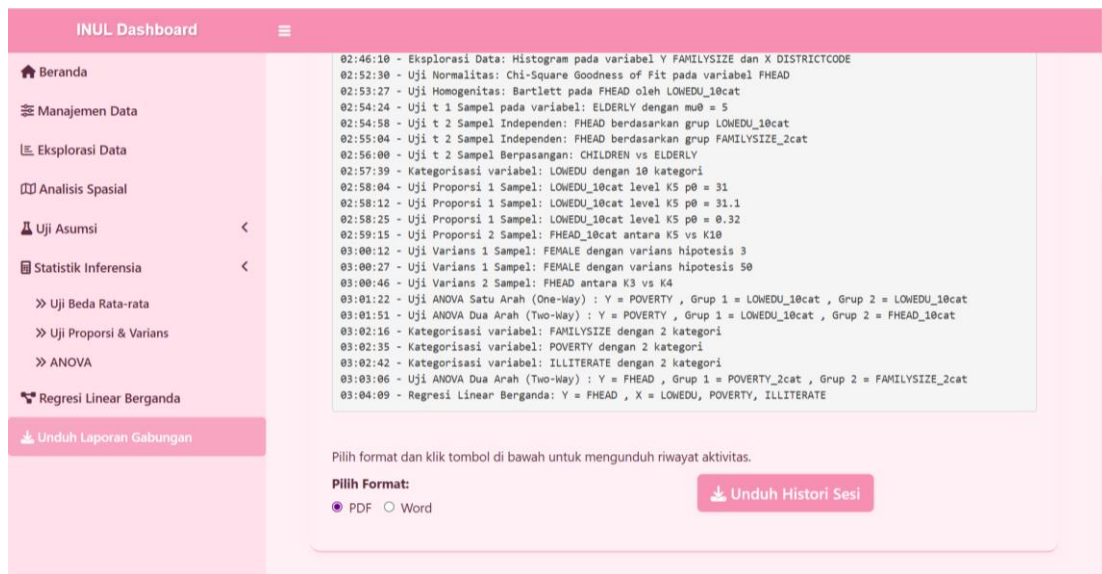 INUL Dashboard
Beranda
Manajemen Data
Eksplorasi Data
Analisis Spasial
Uji Asumsi
Statistik Inferensia
Uji Beda Rata-rata
Uji Proporsi & Varians
ANOVA
Regresi Linear Berganda
Unduh Laporan Gabungan
02:46:10 - Eksplorasi Data: Histogram pada variabel Y FAMILYSIZE dan X DISTRICTCODE
02:52:30 - Uji Normalitas: Chi-Square Goodness of Fit pada variabel FHEAD
02:53:27 - Uji Homogenitas: Bartlett pada FHEAD oleh LOWEDU_10cat
02:54:24 - Uji t 1 Sampel pada variabel: ELDERLY dengan mu0 = 5
02:54:58 - Uji t 2 Sampel Independen: FHEAD berdasarkan grup LOWEDU_10cat
02:55:04 - Uji t 2 Sampel Independen: FHEAD berdasarkan grup FAMILYSIZE_2cat
02:56:00 - Uji t 2 Sampel Berpasangan: CHILDREN vs ELDERLY
02:57:39 - Kategorisasi variabel: LOWEDU dengan 10 kategori
02:58:04 - Uji Proporsi 1 Sampel: LOWEDU_10cat level K5 p0 = 31
02:58:12 - Uji Proporsi 1 Sampel: LOWEDU_10cat level K5 p0 = 31.1
02:58:25 - Uji Proporsi 1 Sampel: LOWEDU_10cat level K5 p0 = 0.32
02:59:15 - Uji Proporsi 2 Sampel: FHEAD_10cat antara K5 vs K10
03:00:12 - Uji Varians 1 Sampel: FEMALE dengan varians hipotesis 3
03:00:27 - Uji Varians 1 Sampel: FEMALE dengan varians hipotesis 50
03:00:46 - Uji Varians 2 Sampel: FHEAD antara K3 vs K4
03:01:22 - Uji ANOVA Satu Arah (One-Way) : Y = POVERTY , Grup 1 = LOWEDU_10cat , Grup 2 = LOWEDU_10cat
03:01:51 - Uji ANOVA Dua Arah (Two-Way) : Y = POVERTY , Grup 1 = LOWEDU_10cat , Grup 2 = FHEAD_10cat
03:02:16 - Kategorisasi variabel: FAMILYSIZE dengan 2 kategori
03:02:35 - Kategorisasi variabel: POVERTY dengan 2 kategori
03:02:42 - Kategorisasi variabel: ILLITERATE dengan 2 kategori
03:03:06 - Uji ANOVA Dua Arah (Two-Way) : Y = FHEAD , Grup 1 = POVERTY_2cat , Grup 2 = FAMILYSIZE_2cat
03:04:09 - Regresi Linear Berganda: Y = FHEAD , X = LOWEDU, POVERTY, ILLITERATE
Pilih format dan klik tombol di bawah untuk mengunduh riwayat aktivitas.
Pilih Format:
PDF Word
Unduh Histori Sesi